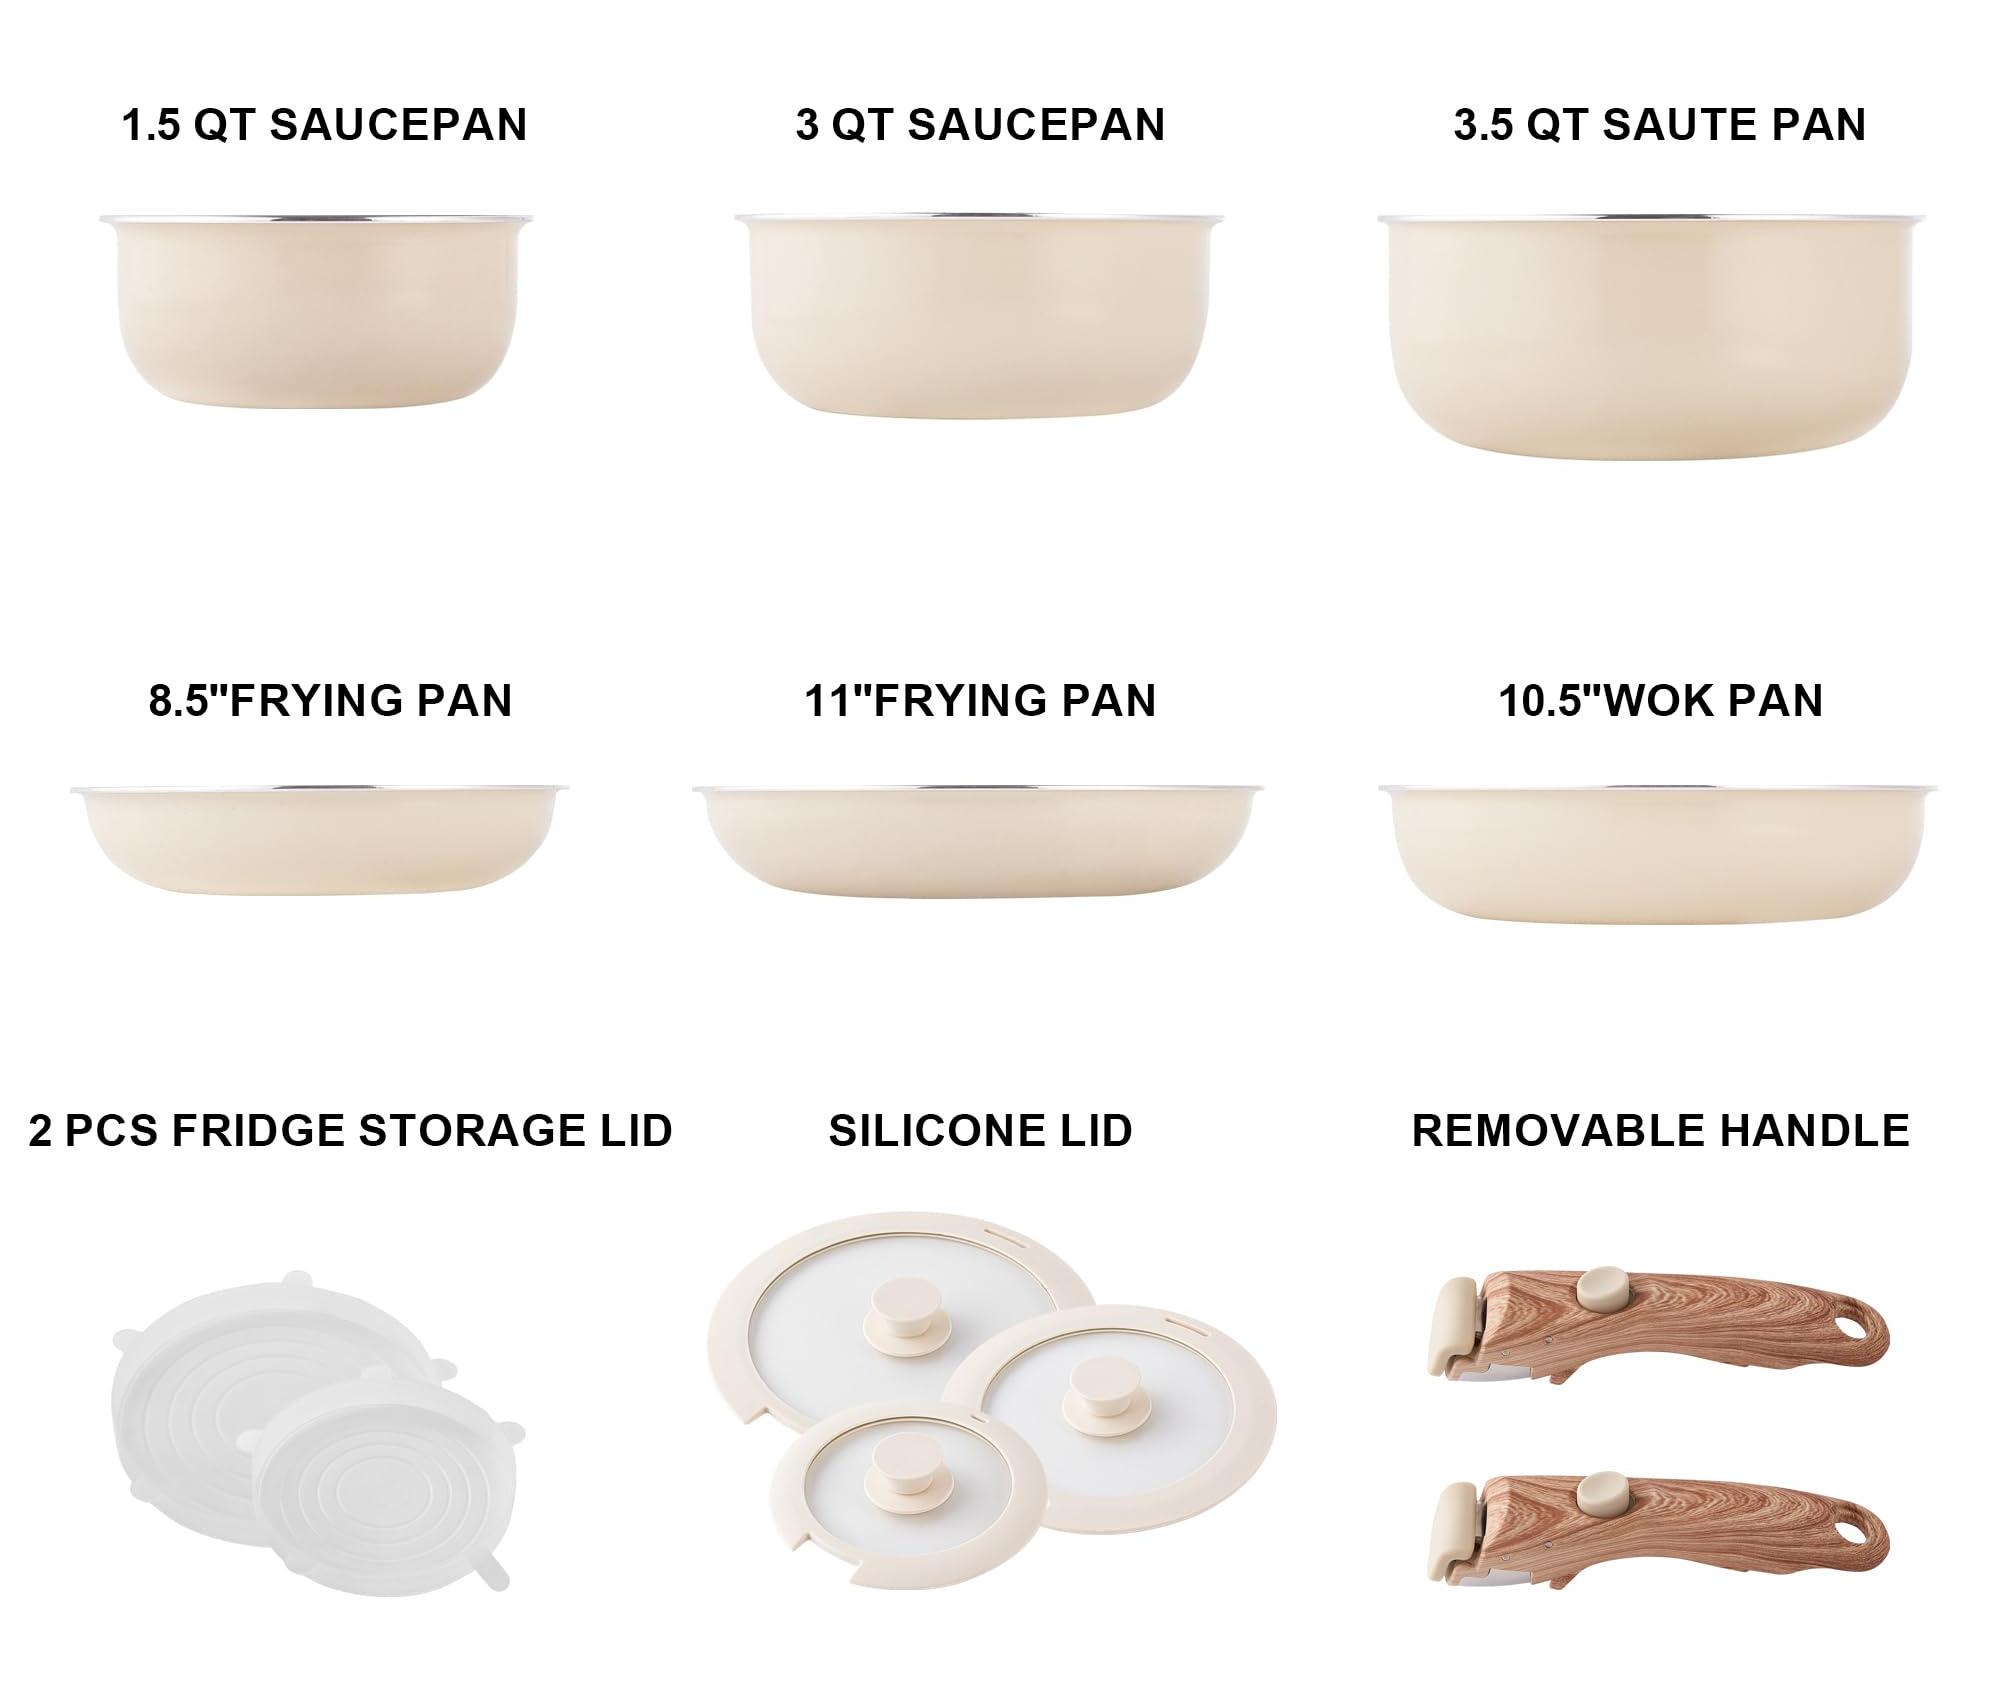 1.5 QT SAUCEPAN
3 QT SAUCEPAN
3.5 QT SAUTE PAN
8.5"FRYING PAN
11"FRYING PAN
10.5"WOK PAN
2 PCS FRIDGE STORAGE LID
SILICONE LID
REMOVABLE HANDLE